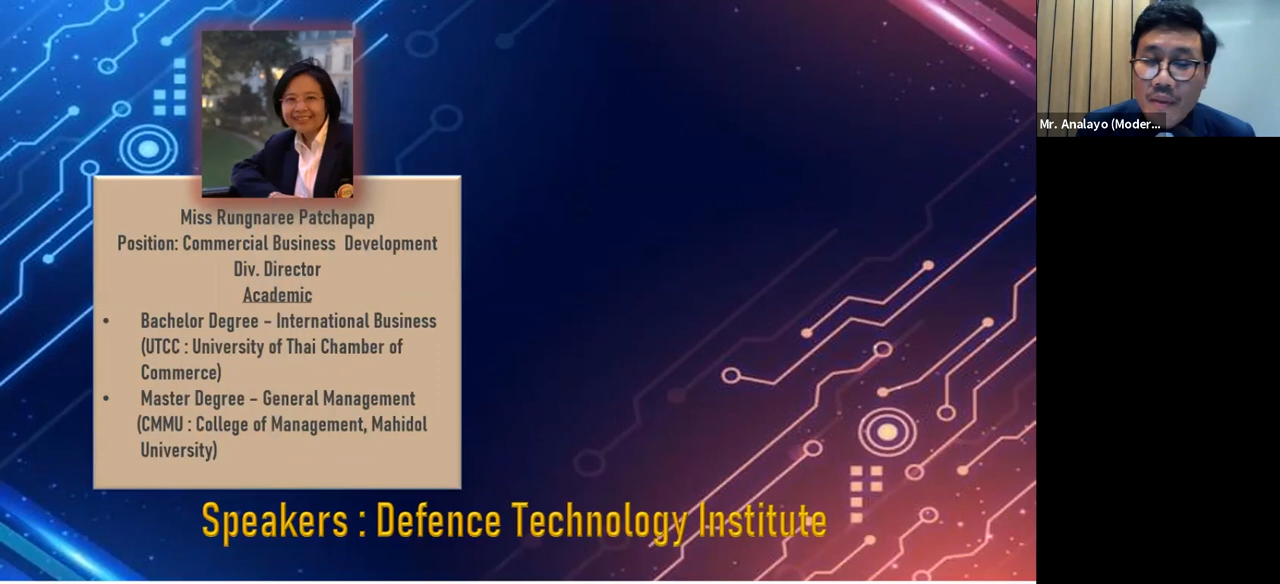 Miss Rungnaree Patchapap
Position: Commercial Business Development
Div. Director
Academic
• Bachelor Degree – International Business
(UTCC : University of Thai Chamber of
Commerce)
• Master Degree – General Management
(CMMU : College of Management, Mahidol
University)
Speakers : Defence Technology Institute
Mr. Analayo (Moder...